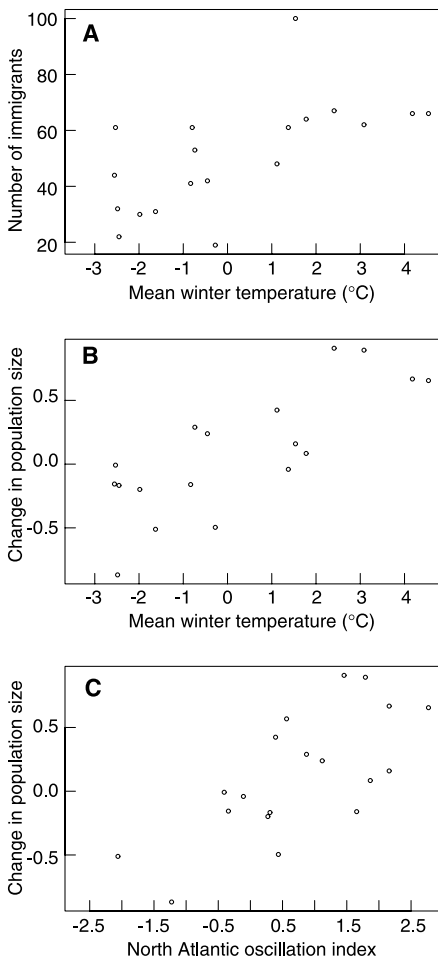 A
Number of immigrants
100
80
60
40
20
-3 -2 -1 0 1 2 3 4
Mean winter temperature (°C)
B
Change in population size
0.5
0.0
-0.5
-3 -2 -1 0 1 2 3 4
Mean winter temperature (°C)
C
Change in population size
0.5
0.0
-0.5
-2.5 -1.5 -0.5 0.5 1.5 2.5
North Atlantic oscillation index